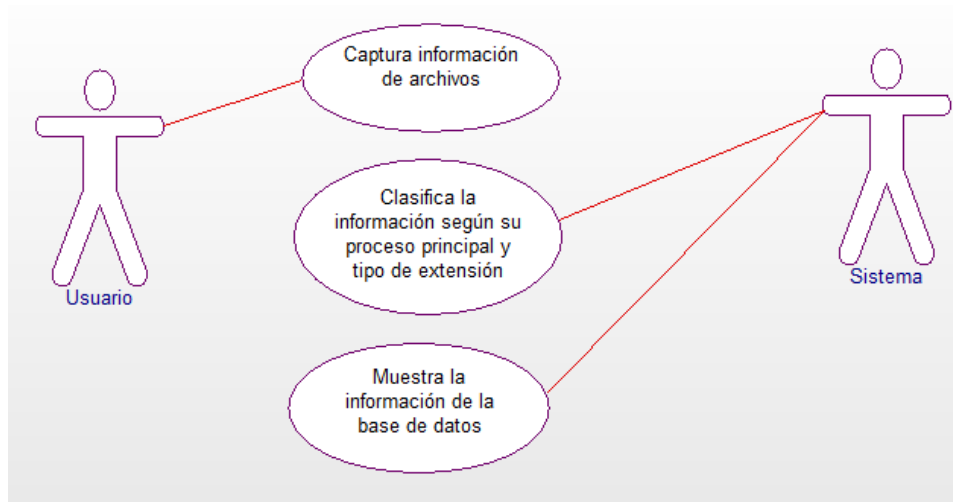 Captura información
de archivos
Clasifica la
información según su
proceso principal y
tipo de extensión
Usuario
Sistema
Muestra la
información de la
base de datos